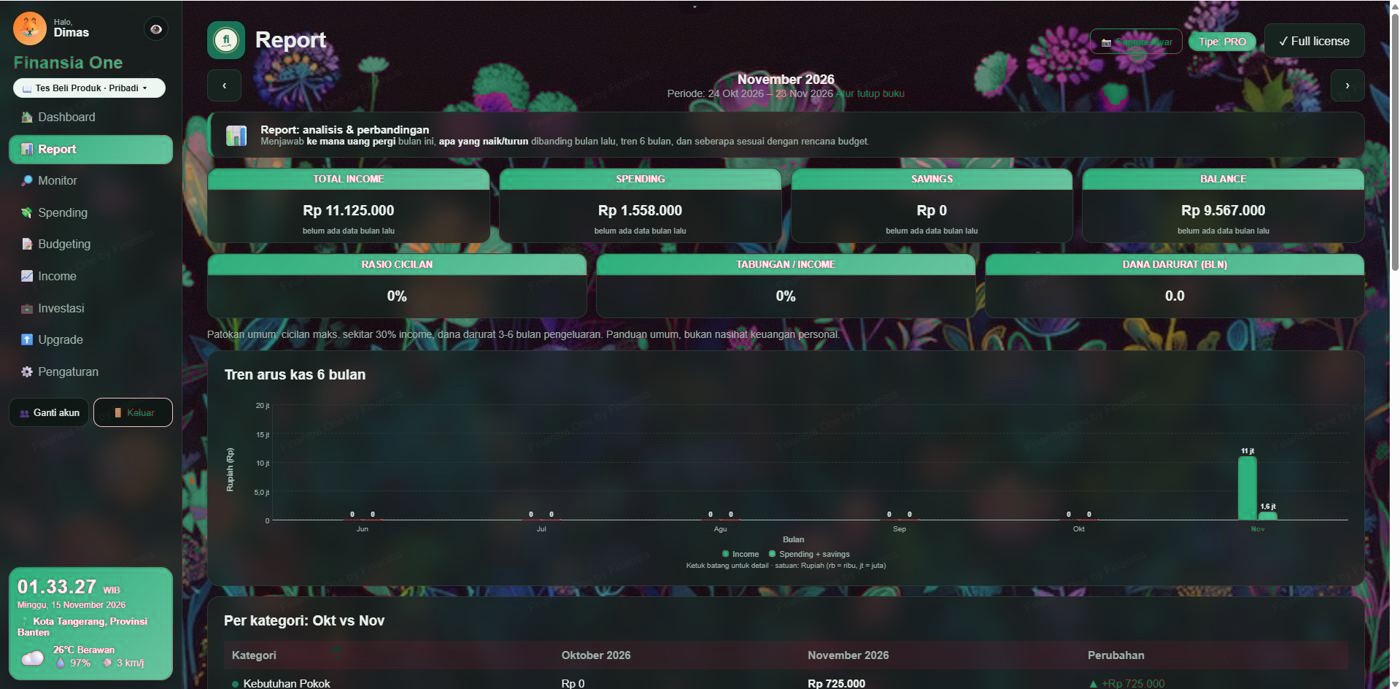 Halo,
Dimas
Finansia One
Tes Beli Produk · Pribadi
Dashboard
Report
Monitor
Spending
Budgeting
Income
Investasi
Upgrade
Pengaturan
Ganti akun
Keluar
01.33.27 WIB
Minggu, 15 November 2026
Kota Tangerang, Provinsi
Banten
26°C Berawan
97% 3 km/j
fi
Report
Tipe: PRO
✓ Full license
‹
November 2026
›
Periode: 24 Okt 2026 – 23 Nov 2026 Atur tutup buku
Report: analisis & perbandingan
Menjawab ke mana uang pergi bulan ini, apa yang naik/turun dibanding bulan lalu, tren 6 bulan, dan seberapa sesuai dengan rencana budget.
TOTAL INCOME
Rp 11.125.000
belum ada data bulan lalu
SPENDING
Rp 1.558.000
belum ada data bulan lalu
SAVINGS
Rp 0
belum ada data bulan lalu
BALANCE
Rp 9.567.000
belum ada data bulan lalu
RASIO CICILAN
0%
TABUNGAN / INCOME
0%
DANA DARURAT (BLN)
0.0
Patokan umum: cicilan maks. sekitar 30% income, dana darurat 3-6 bulan pengeluaran. Panduan umum, bukan nasihat keuangan personal.
Tren arus kas 6 bulan
Rupiah (Rp)
20 jt
15 jt
10 jt
5,0 jt
0
0 0 0 0 0 0 0 0 0 0 11 jt 1,6 jt
Jun Jul Agu Sep Okt Nov
Bulan
Income Spending + savings
Ketuk batang untuk detail · satuan: Rupiah (rb = ribu, jt = juta)
Per kategori: Okt vs Nov
Kategori Oktober 2026 November 2026 Perubahan
Kebutuhan Pokok Rp 0 Rp 725.000 ▲ +Rp 725.000